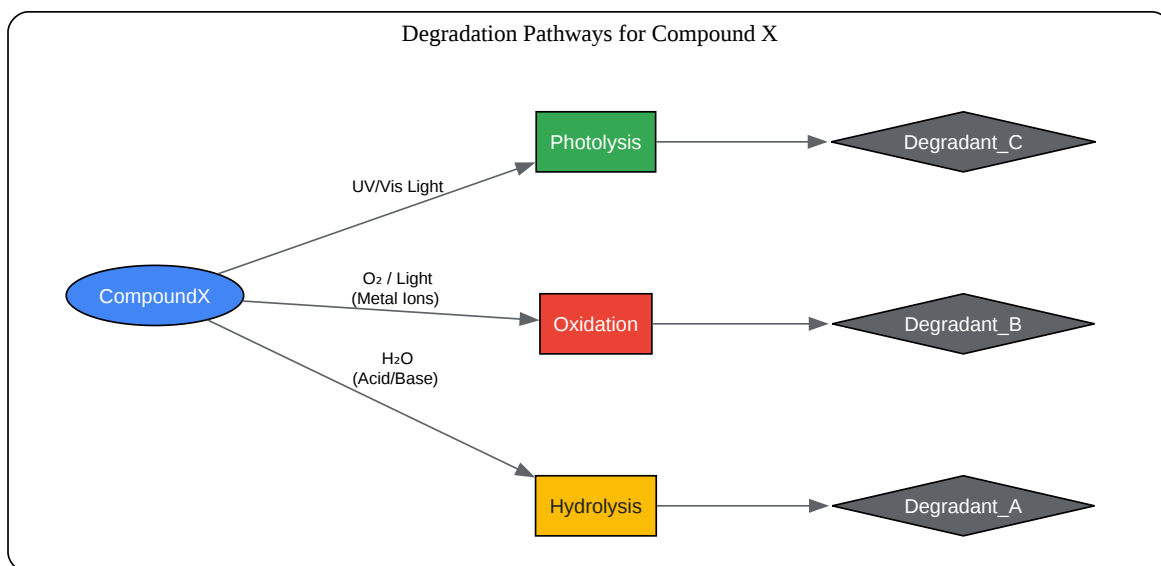 Degradation Pathways for Compound X
Photolysis
Degradant_C
UV/Vis Light
O₂ / Light
(Metal Ions)
CompoundX
Oxidation
Degradant_B
H₂O
(Acid/Base)
Hydrolysis
Degradant_A